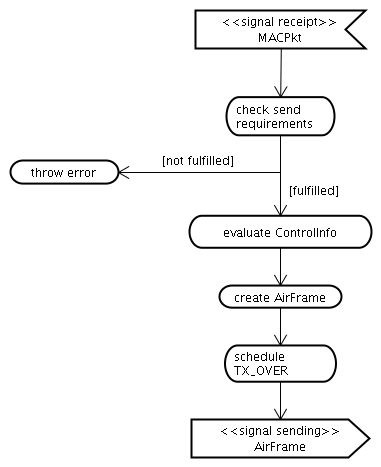 <<signal receipt>>
MACPkt
check send
requirements
[not fulfilled]
throw error
[fulfilled]
evaluate ControlInfo
create AirFrame
schedule
TX_OVER
<<signal sending>>
AirFrame